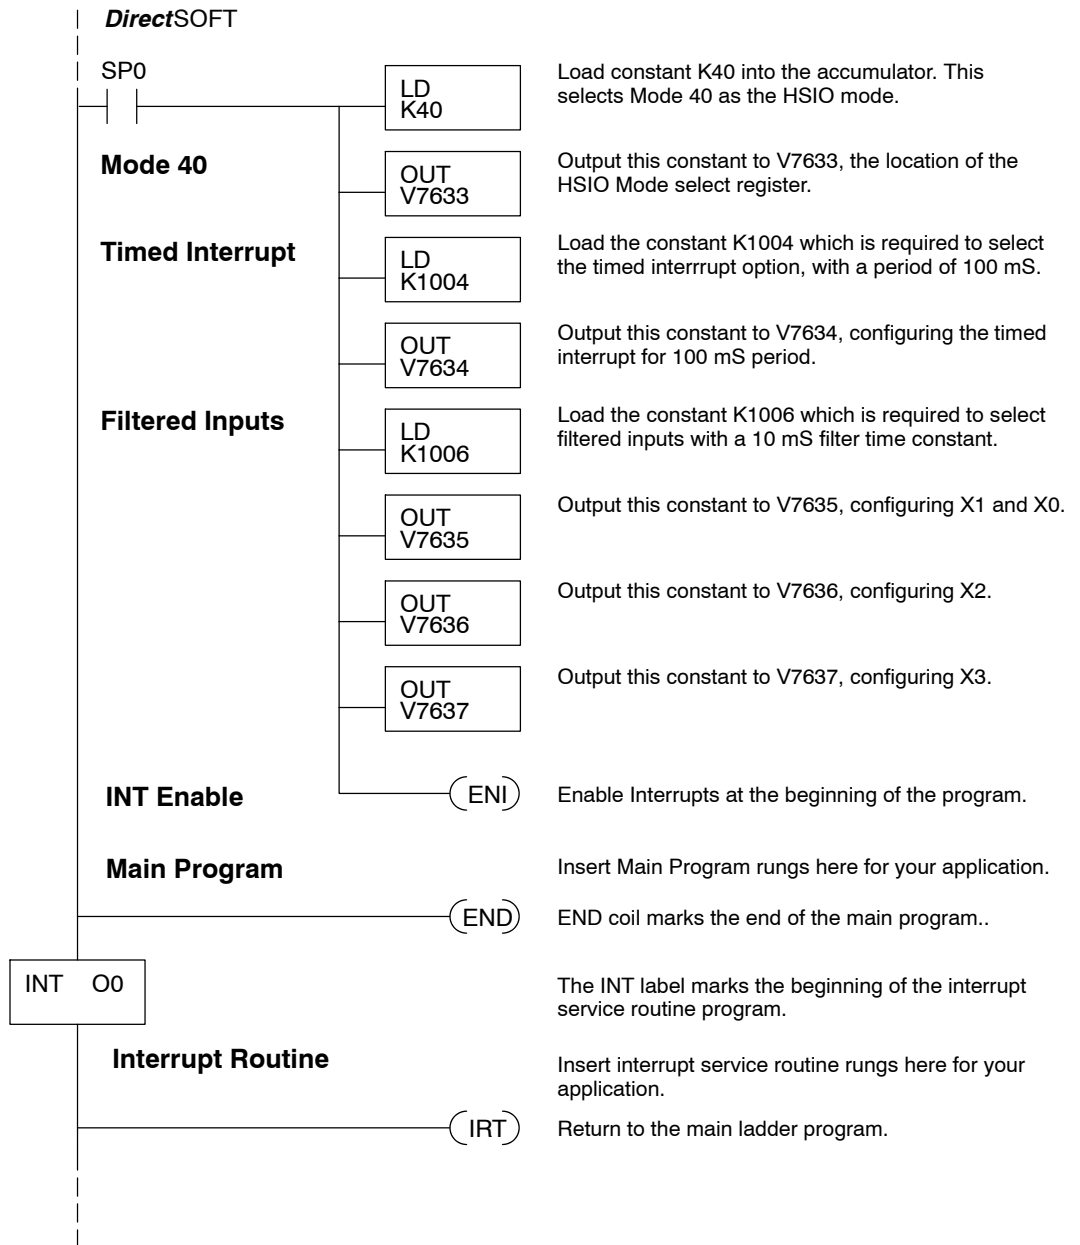 DirectSOFT
SP0
LD
K40
Load constant K40 into the accumulator. This
selects Mode 40 as the HSIO mode.
Mode 40
OUT
V7633
Output this constant to V7633, the location of the
HSIO Mode select register.
Timed Interrupt
LD
K1004
Load the constant K1004 which is required to select
the timed interrrupt option, with a period of 100 mS.
OUT
V7634
Output this constant to V7634, configuring the timed
interrupt for 100 mS period.
Filtered Inputs
LD
K1006
Load the constant K1006 which is required to select
filtered inputs with a 10 mS filter time constant.
OUT
V7635
Output this constant to V7635, configuring X1 and X0.
OUT
V7636
Output this constant to V7636, configuring X2.
OUT
V7637
Output this constant to V7637, configuring X3.
INT Enable
ENI
Enable Interrupts at the beginning of the program.
Main Program
Insert Main Program rungs here for your application.
END
END coil marks the end of the main program..
INT O0
The INT label marks the beginning of the interrupt
service routine program.
Interrupt Routine
Insert interrupt service routine rungs here for your
application.
IRT
Return to the main ladder program.